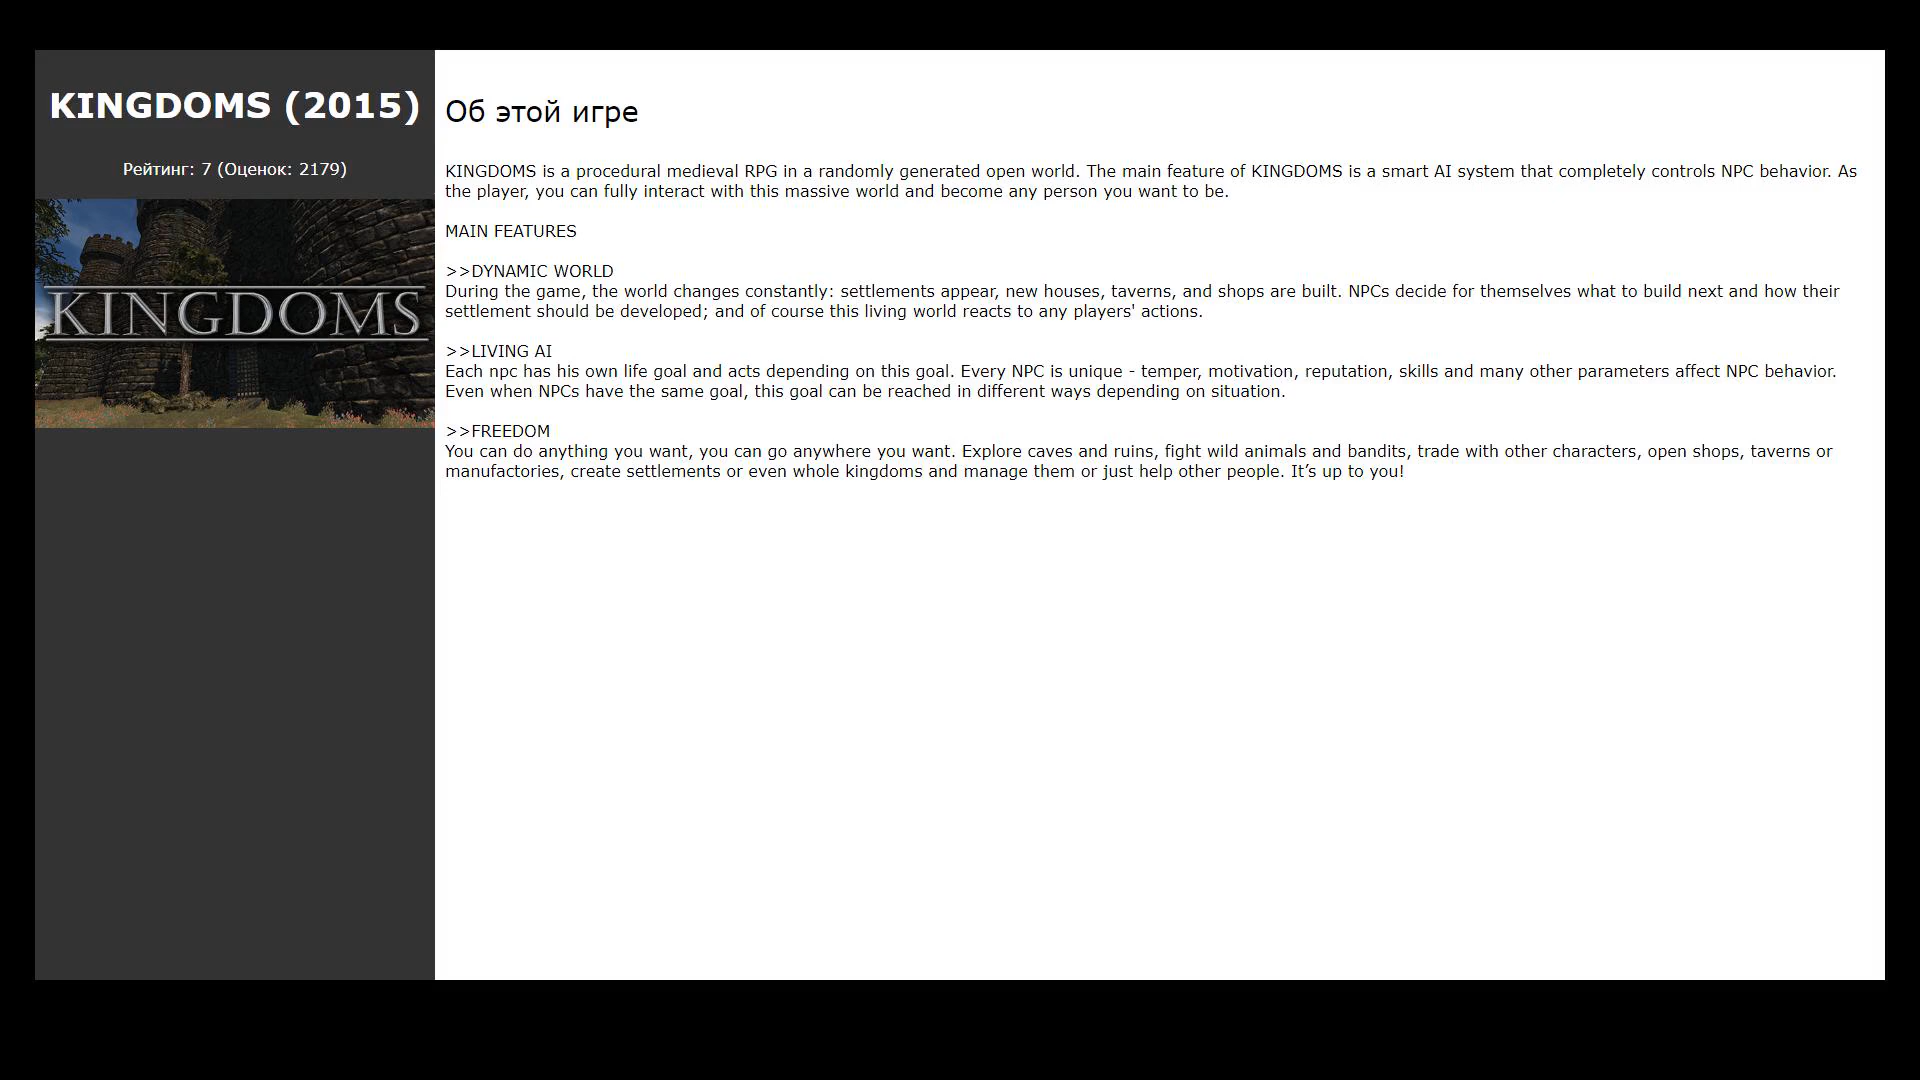 KINGDOMS (2015)
Рейтинг: 7 (Оценок: 2179)
KINGDOMS
Об этой игре
KINGDOMS is a procedural medieval RPG in a randomly generated open world. The main feature of KINGDOMS is a smart AI system that completely controls NPC behavior. As
the player, you can fully interact with this massive world and become any person you want to be.
MAIN FEATURES
>>DYNAMIC WORLD
During the game, the world changes constantly: settlements appear, new houses, taverns, and shops are built. NPCs decide for themselves what to build next and how their
settlement should be developed; and of course this living world reacts to any players' actions.
>>LIVING AI
Each npc has his own life goal and acts depending on this goal. Every NPC is unique - temper, motivation, reputation, skills and many other parameters affect NPC behavior.
Even when NPCs have the same goal, this goal can be reached in different ways depending on situation.
>>FREEDOM
You can do anything you want, you can go anywhere you want. Explore caves and ruins, fight wild animals and bandits, trade with other characters, open shops, taverns or
manufactories, create settlements or even whole kingdoms and manage them or just help other people. It’s up to you!